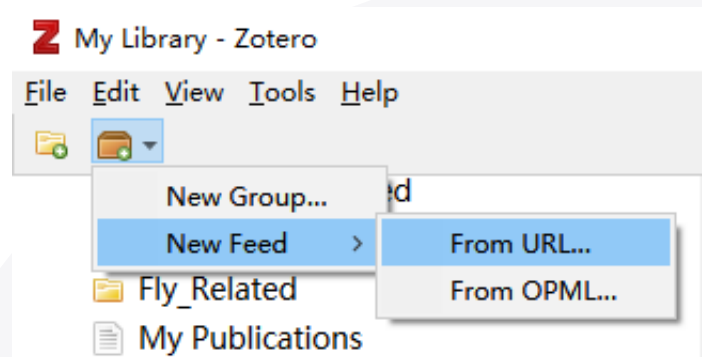 Z My Library - Zotero
File Edit View Tools Help
New Group...
ed
New Feed
From URL...
Fly_Related
From OPML...
My Publications